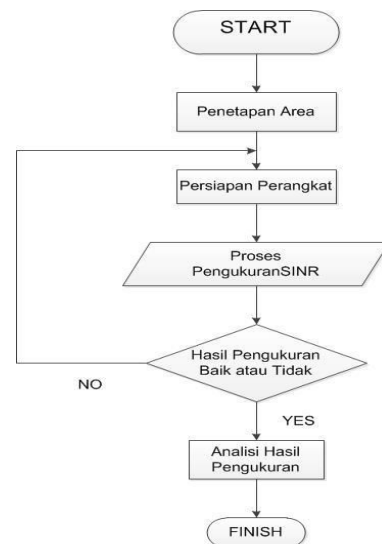 START
Penetapan Area
Persiapan Perangkat
Proses
PengukuranSINR
Hasil Pengukuran
Baik atau Tidak
NO
YES
Analisi Hasil
Pengukuran
FINISH